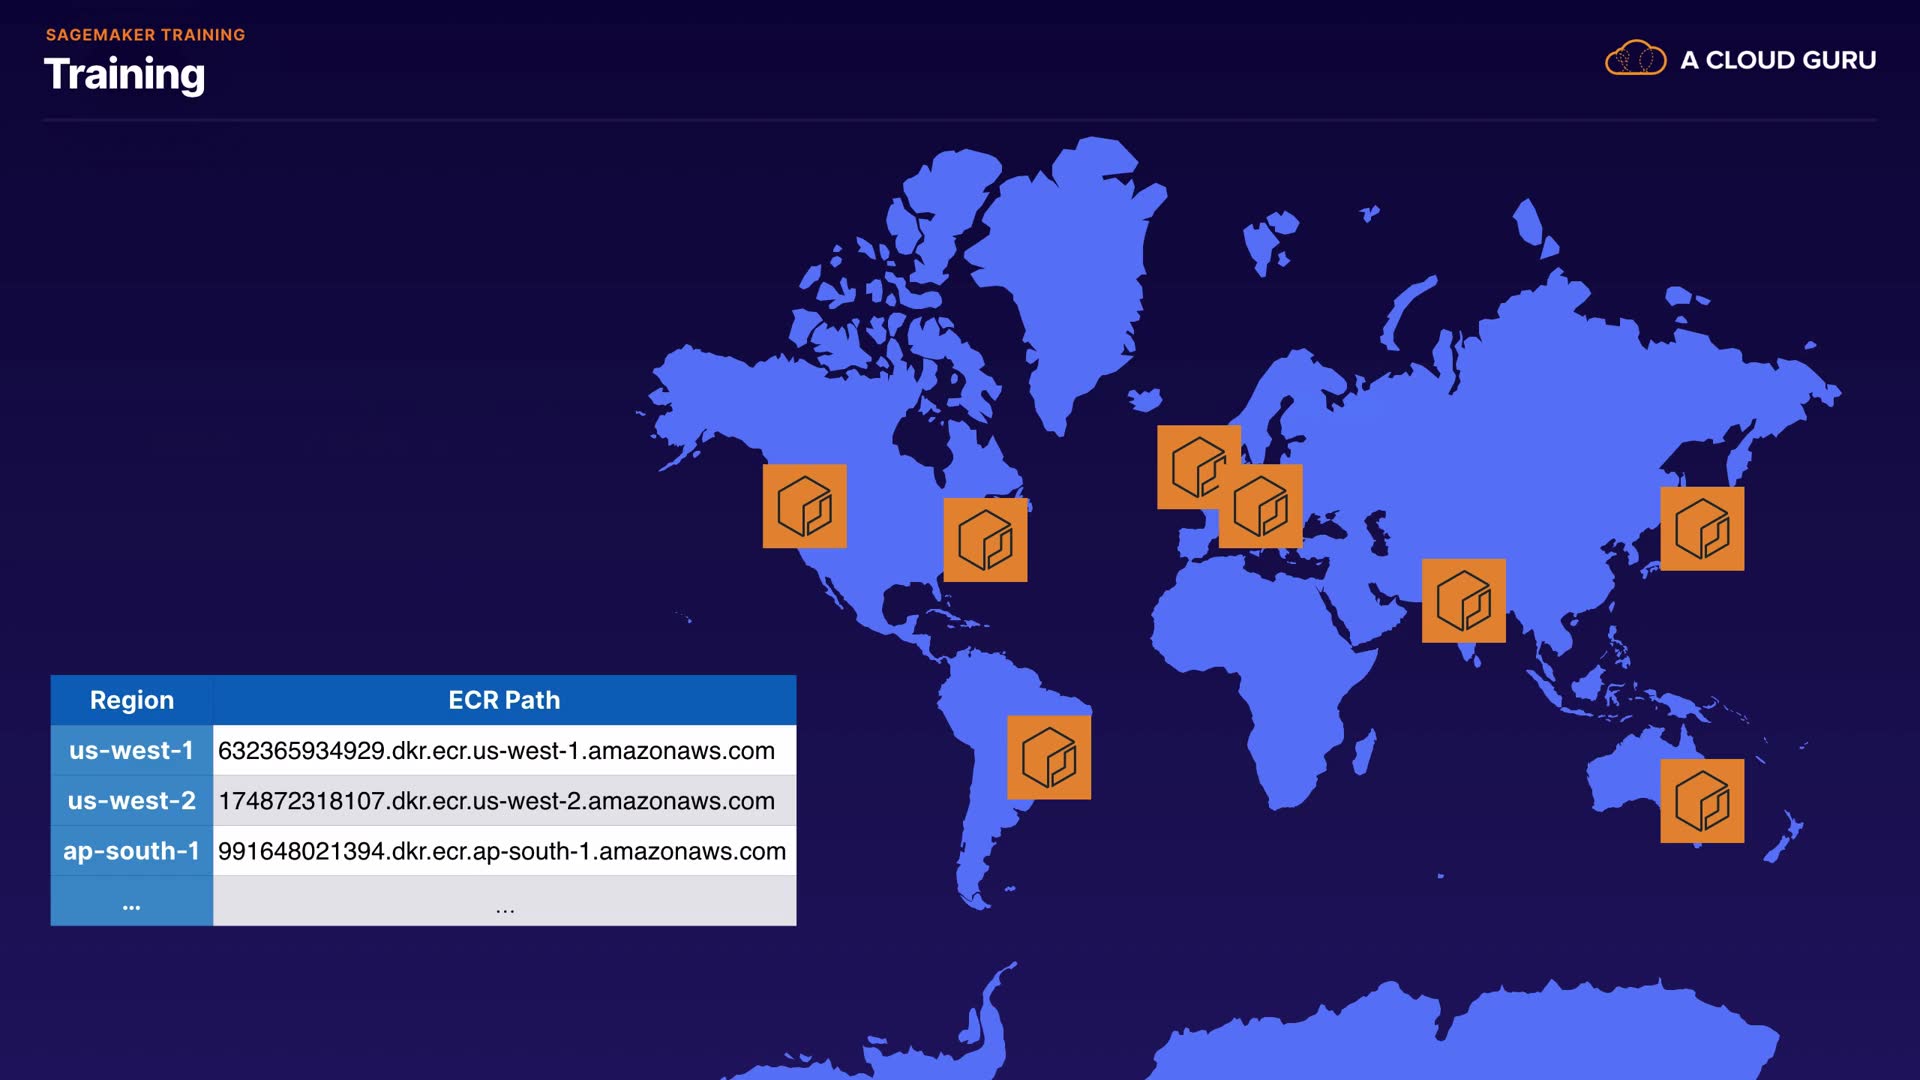 SAGEMAKER TRAINING
Training
A CLOUD GURU
Region ECR Path
us-west-1 632365934929.dkr.ecr.us-west-1.amazonaws.com
us-west-2 174872318107.dkr.ecr.us-west-2.amazonaws.com
ap-south-1 991648021394.dkr.ecr.ap-south-1.amazonaws.com
... ...